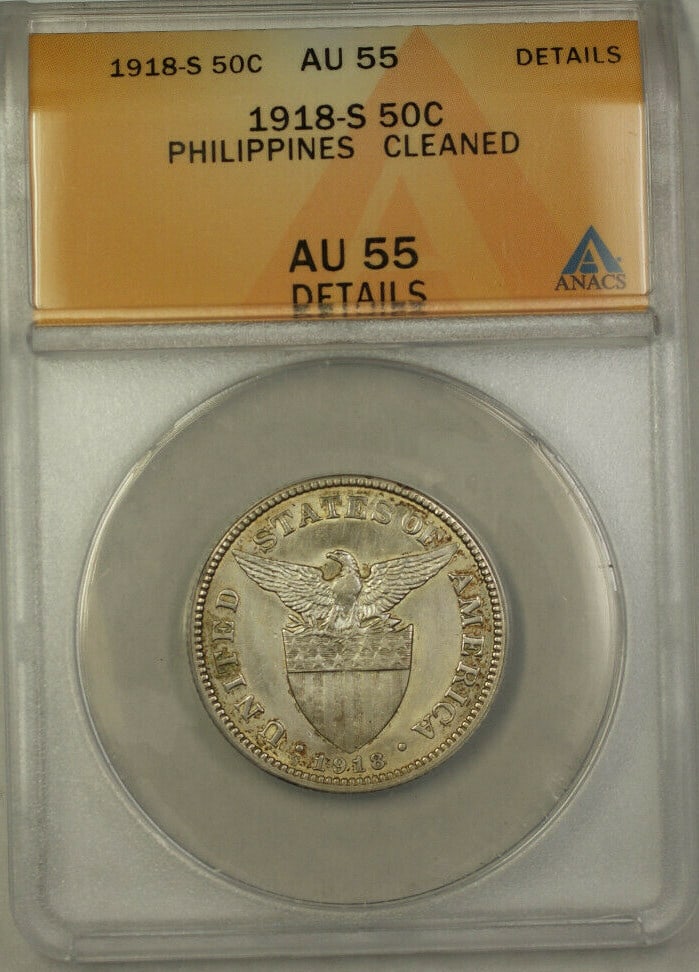 1918-S 50C AU 55 DETAILS
1918-S 50C
PHILIPPINES CLEANED
AU 55
DETAILS
ANACS
UNITED STATES OF AMERICA
S • 1918 •